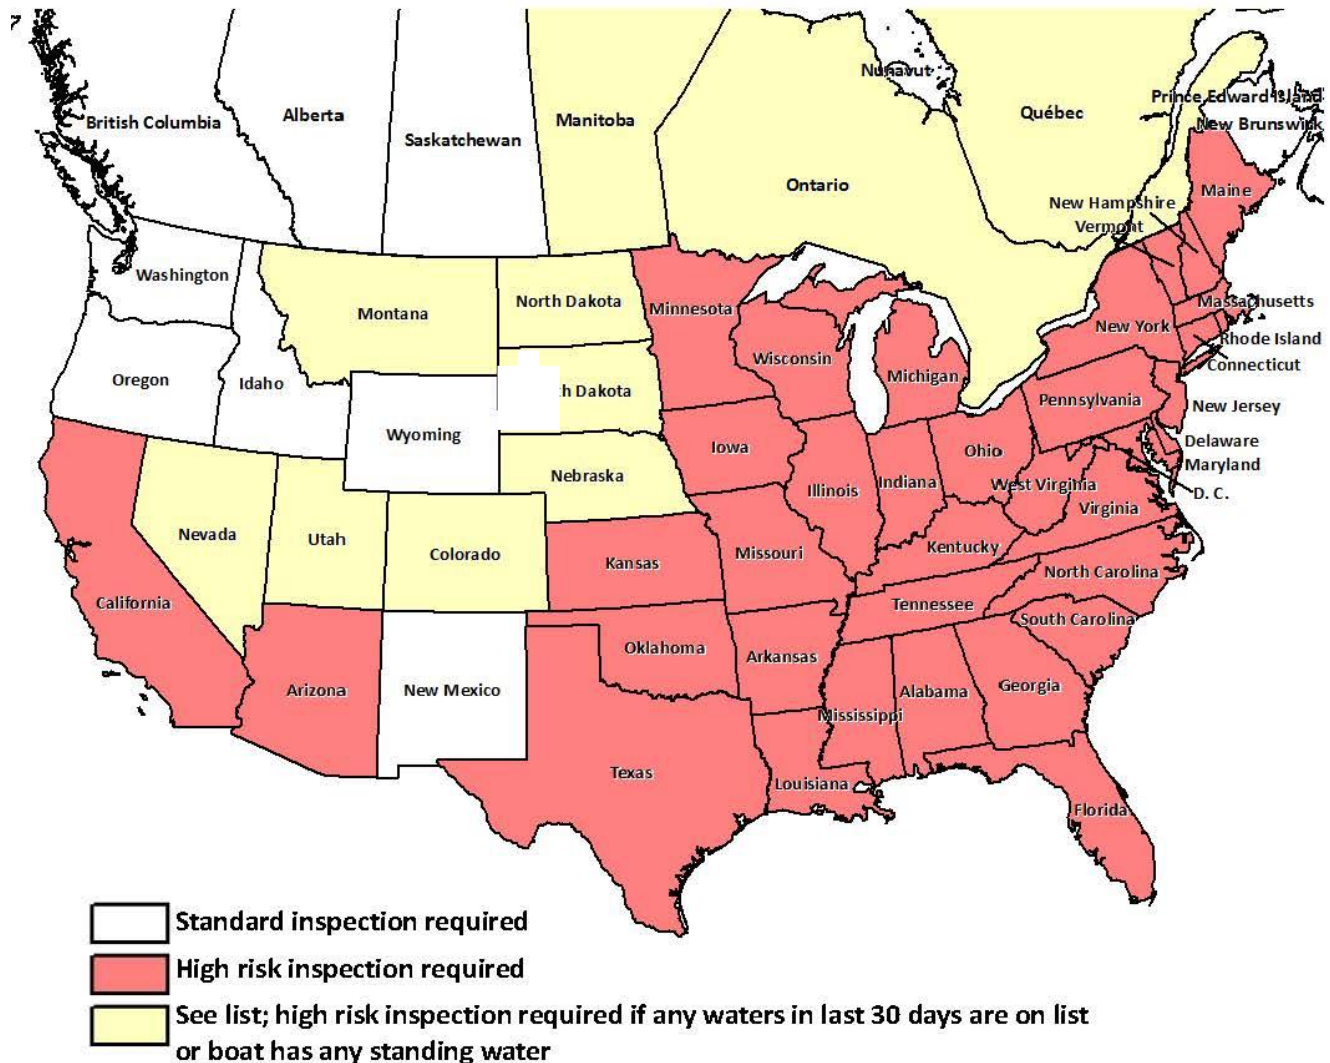 Nunavut
Prince Edward Island
Alberta
British Columbia
Manitoba
Québec
New Brunswick
Saskatchewan
Ontario
Maine
New Hampshire
Vermont
Washington
Montana
North Dakota
Minnesota
Massachusetts
New York
Rhode Island
Wisconsin
Connecticut
Oregon
Idaho
Michigan
th Dakota
Pennsylvania
New Jersey
Wyoming
Iowa
Ohio
Delaware
Maryland
Nebraska
Illinois
Indiana
West Virginia
D. C.
Virginia
Nevada
Utah
Colorado
Kansas
Missouri
Kentucky
North Carolina
California
Tennessee
South Carolina
Oklahoma
Arkansas
Arizona
New Mexico
Alabama
Georgia
Mississippi
Texas
Louisiana
Florida
Standard inspection required
High risk inspection required
See list; high risk inspection required if any waters in last 30 days are on list
or boat has any standing water